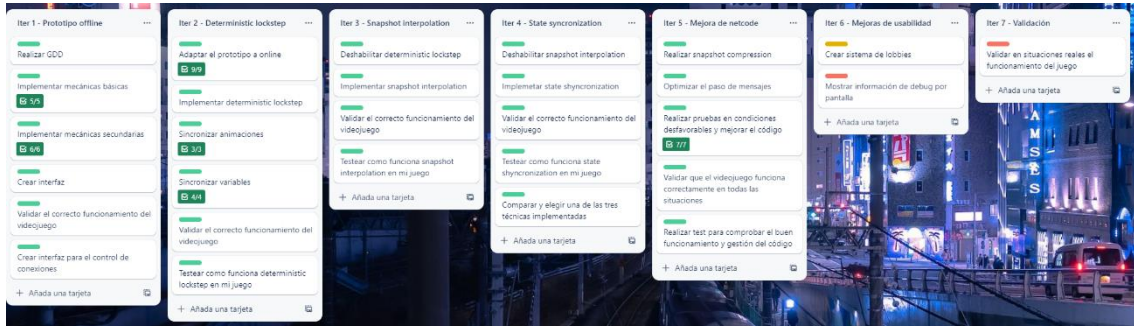 Iter 1 - Prototipo offline
Realizar GDD
Implementar mecánicas básicas
5/5
Implementar mecánicas secundarias
6/6
Crear interfaz
Validar el correcto funcionamiento del
videojuego
Crear interfaz para el control de
conexiones
+ Añada una tarjeta
Iter 2 - Deterministic lockstep
Adaptar el prototipo a online
9/9
Implementar deterministic lockstep
Sincronizar animaciones
3/3
Sincronizar variables
4/4
Validar el correcto funcionamiento del
videojuego
Testear como funciona deterministic
lockstep en mi juego
+ Añada una tarjeta
Iter 3 - Snapshot interpolation
Deshabilitar deterministic lockstep
Implementar snapshot interpolation
Validar el correcto funcionamiento del
videojuego
Testear como funciona snapshot
interpolation en mi juego
+ Añada una tarjeta
Iter 4 - State syncronization
Deshabilitar snapshot interpolation
Implemetar state shyncronization
Validar el correcto funcionamiento del
videojuego
Testear como funciona state
shyncronization en mi juego
Comparar y elegir una de las tres
técnicas implementadas
+ Añada una tarjeta
Iter 5 - Mejora de netcode
Realizar snapshot compression
Optimizar el paso de mensajes
Realizar pruebas en condiciones
desfavorables y mejorar el código
7/7
Validar que el videojuego funciona
correctamente en todas las
situaciones
Realizar test para comprobar el buen
funcionamiento y gestión del código
+ Añada una tarjeta
Iter 6 - Mejoras de usabilidad
Crear sistema de lobbies
Mostrar información de debug por
pantalla
+ Añada una tarjeta
Iter 7 - Validación
Validar en situaciones reales el
funcionamiento del juego
+ Añada una tarjeta